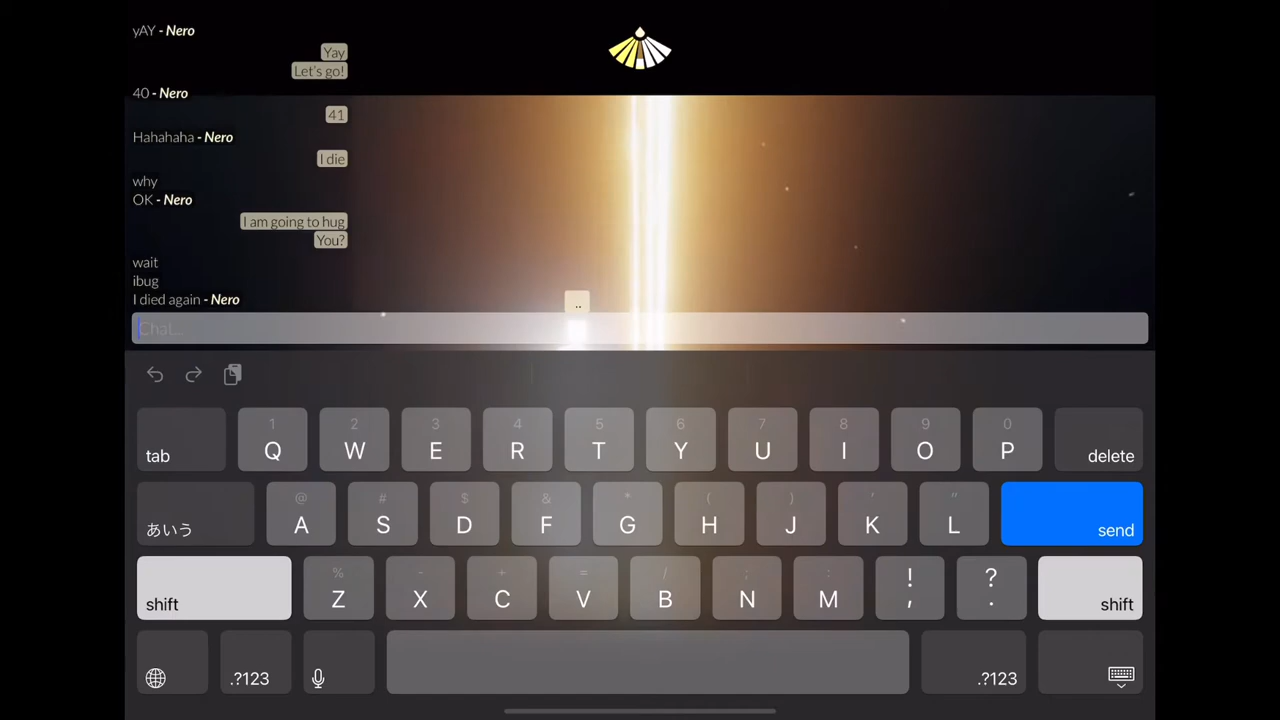 yAY - Nero
Yay
Let's go!
40 - Nero
41
Hahahaha - Nero
I die
why
OK - Nero
I am going to hug
You?
wait
ibug
I died again - Nero
..
Chat...
1 2 3 4 5 6 7 8 9 0
tab Q W E R T Y U I O P delete
@ # $ & * ( ) ' "
あいう A S D F G H J K L send
% - + = / ; : ! ?
shift Z X C V B N M , . shift
.?123 .?123